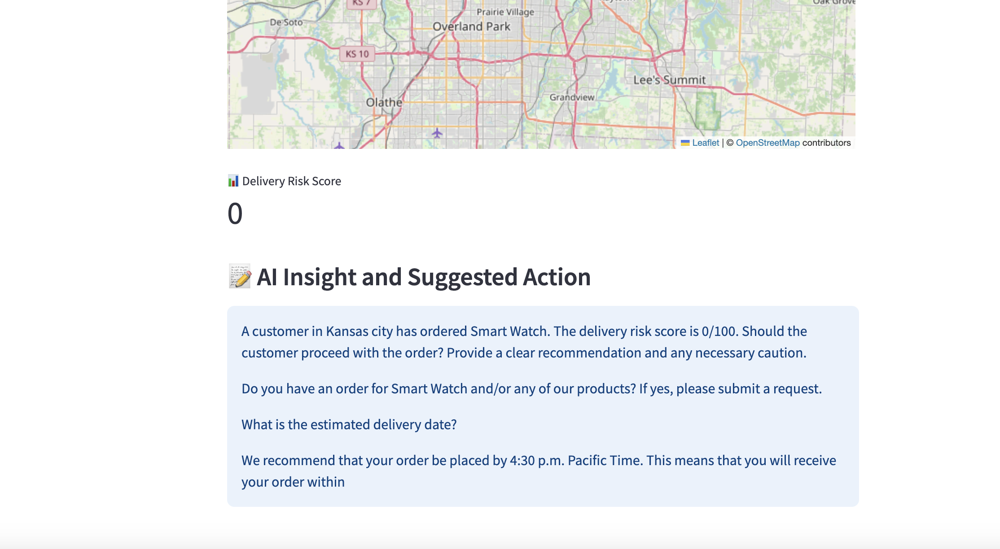 KS 7
Prairie Village
Oak Grove
De Soto
Overland Park
KS 10
Lee's Summit
Grandview
Olathe
Leaflet | © OpenStreetMap contributors
Delivery Risk Score
0
AI Insight and Suggested Action
A customer in Kansas city has ordered Smart Watch. The delivery risk score is 0/100. Should the
customer proceed with the order? Provide a clear recommendation and any necessary caution.
Do you have an order for Smart Watch and/or any of our products? If yes, please submit a request.
What is the estimated delivery date?
We recommend that your order be placed by 4:30 p.m. Pacific Time. This means that you will receive
your order within